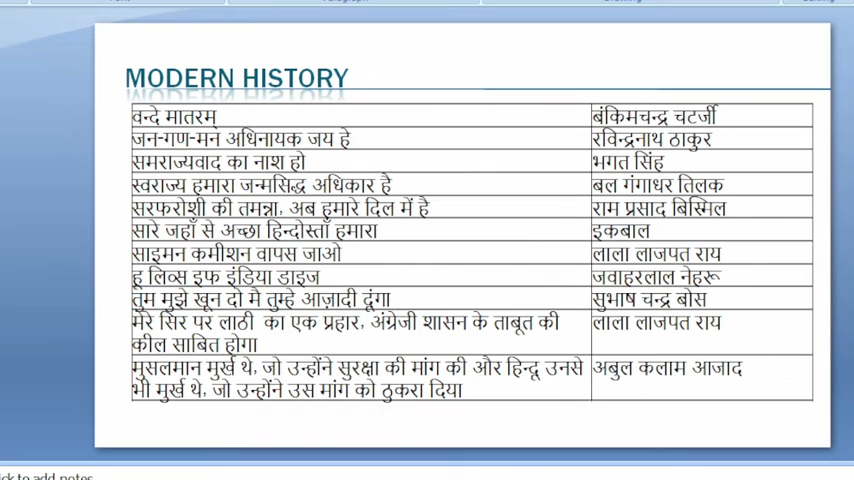 MODERN HISTORY
वन्दे मातरम् बंकिमचन्द्र चटर्जी
जन-गण-मन अधिनायक जय हे रविन्द्रनाथ ठाकुर
समराज्यवाद का नाश हो भगत सिंह
स्वराज्य हमारा जन्मसिद्ध अधिकार है बल गंगाधर तिलक
सरफरोशी की तमन्ना, अब हमारे दिल में है राम प्रसाद बिस्मिल
सारे जहाँ से अच्छा हिन्दोस्ताँ हमारा इकबाल
साइमन कमीशन वापस जाओ लाला लाजपत राय
हू लिव्स इफ इंडिया डाइज जवाहरलाल नेहरू
तुम मुझे खून दो मै तुम्हे आज़ादी दूंगा सुभाष चन्द्र बोस
मेरे सिर पर लाठी का एक प्रहार, अंग्रेजी शासन के ताबूत की लाला लाजपत राय
कील साबित होगा
मुसलमान मुर्ख थे, जो उन्होंने सुरक्षा की मांग की और हिन्दू उनसे अबुल कलाम आजाद
भी मुर्ख थे, जो उन्होंने उस मांग को ठुकरा दिया
to add notes